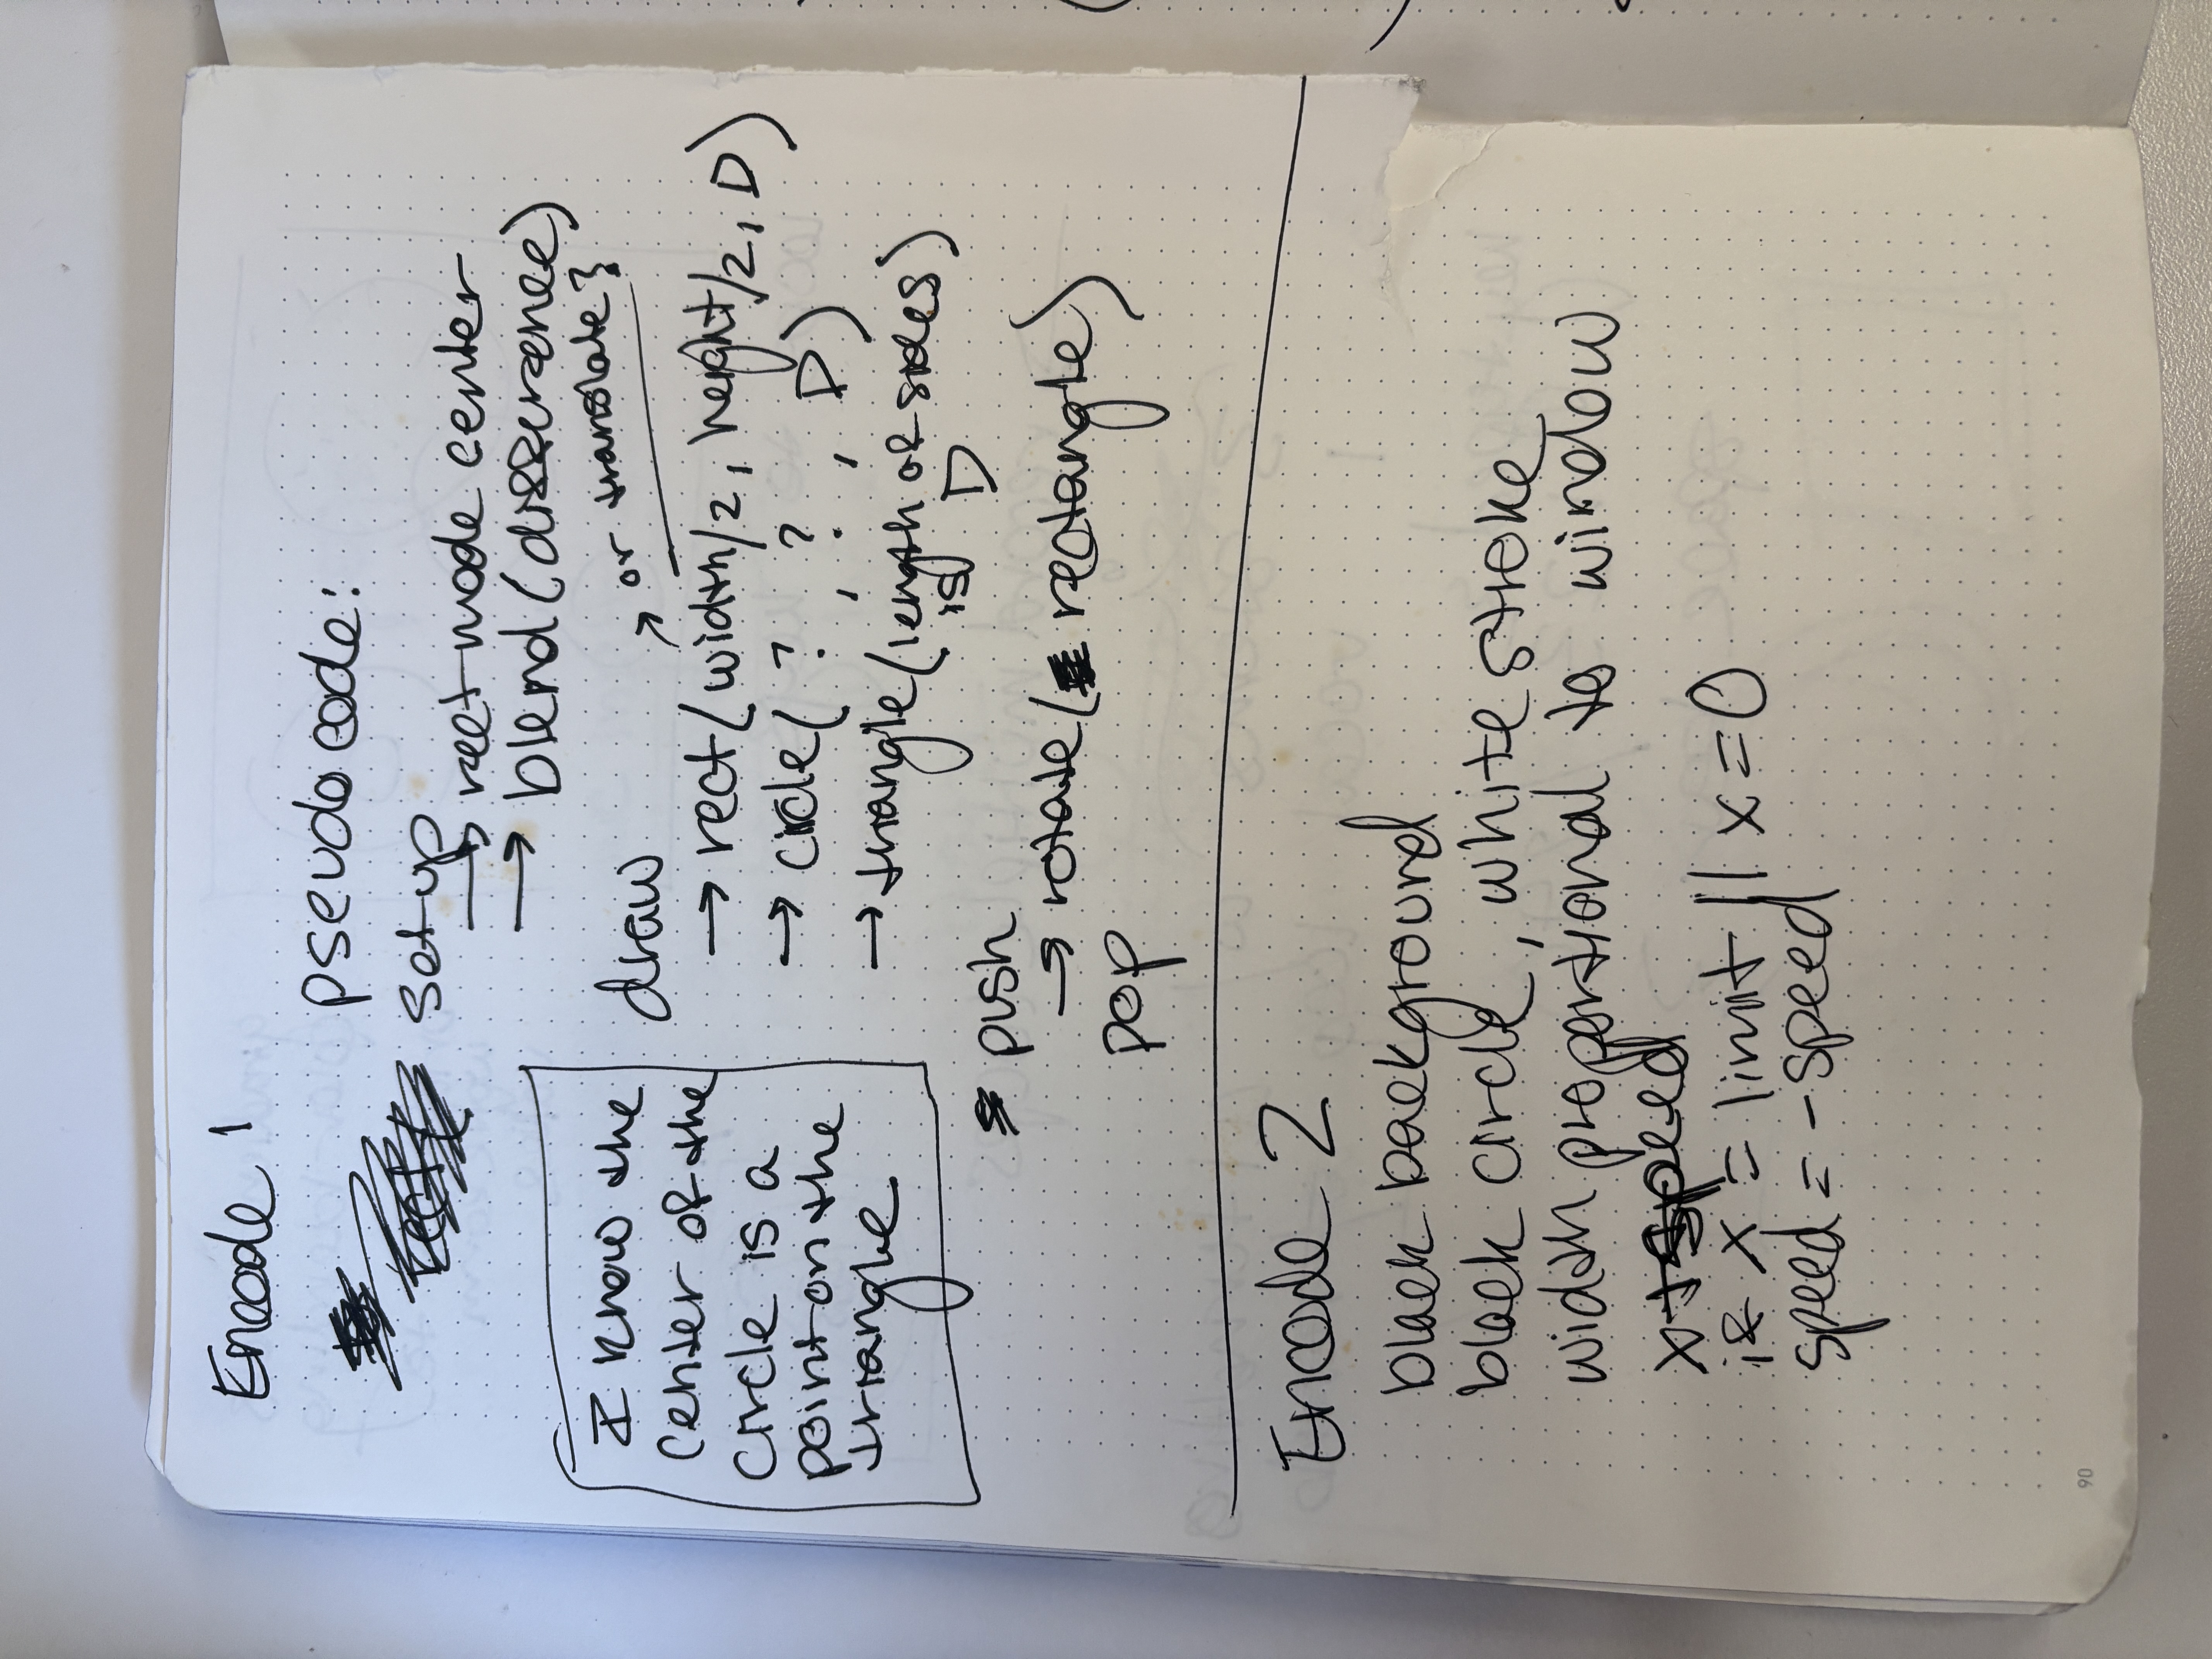 Encode 1
pseudo code:
setup
→ rectmode center
→ blend (difference)
I know the
center of the
circle is a
point on the
triangle
draw
↗ or translate?
→ rect( width/2, height/2, D)
→ circle( ? , ? , D)
→ triangle (length of sides)
is D
push
→ rotate( rectangle)
pop
Encode 2
black background
black circle, white stroke
width proportional to window
x+speed
if x = limit || x=0
speed = -speed
90